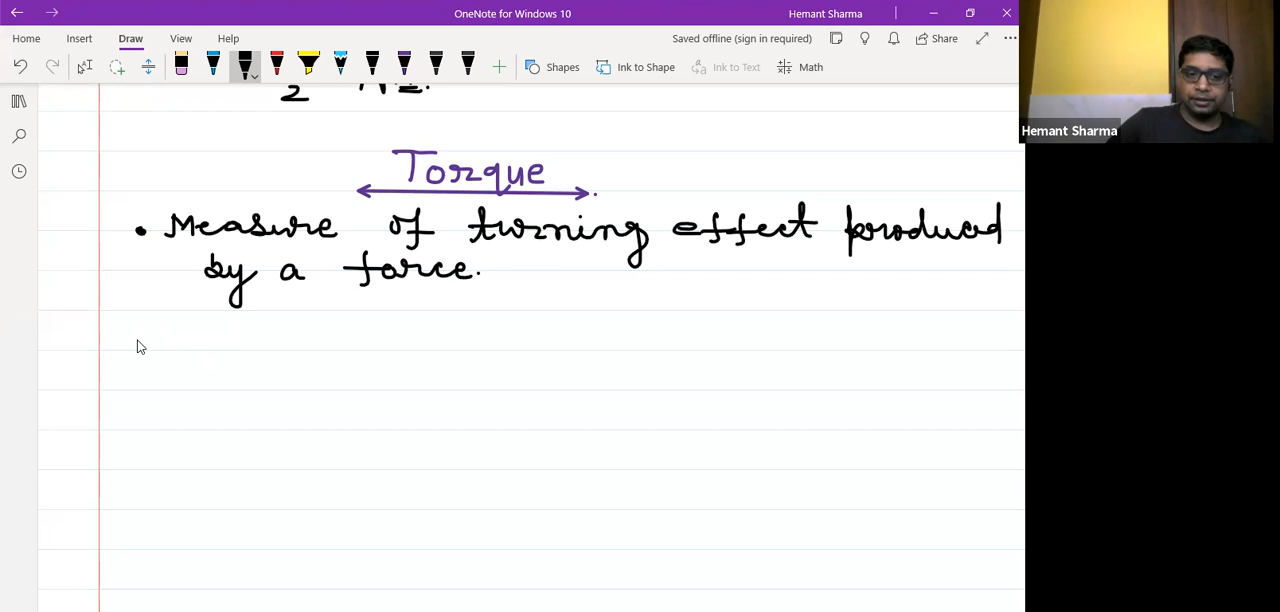 OneNote for Windows 10
Hemant Sharma
Home Insert Draw View Help
Saved offline (sign in required)
Share
Shapes
Ink to Shape
Ink to Text
Math
Hemant Sharma
2
Torque
• Measure of turning effect produced
by a force.